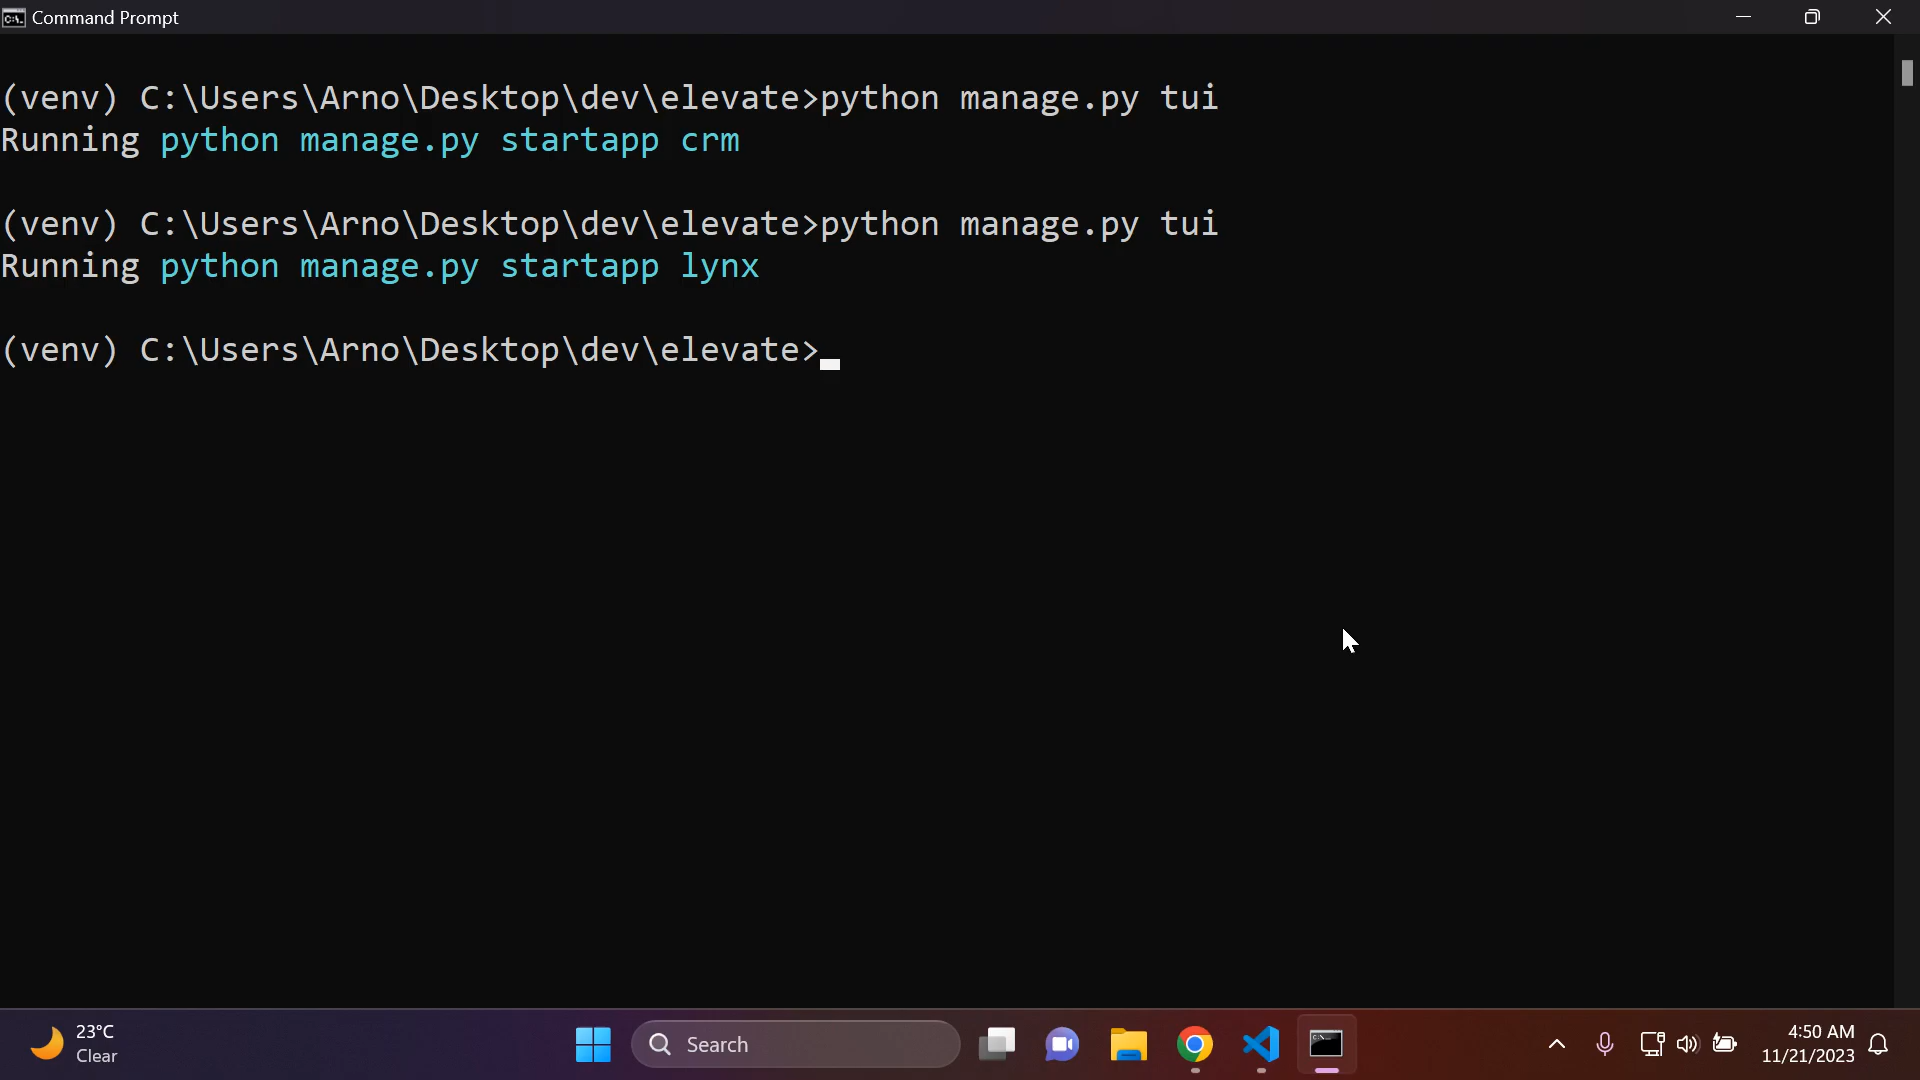 Command Prompt
(venv) C:\Users\Arno\Desktop\dev\elevate>python manage.py tui
Running python manage.py startapp crm
(venv) C:\Users\Arno\Desktop\dev\elevate>python manage.py tui
Running python manage.py startapp lynx
(venv) C:\Users\Arno\Desktop\dev\elevate>
23°C
Clear
Search
4:50 AM
11/21/2023